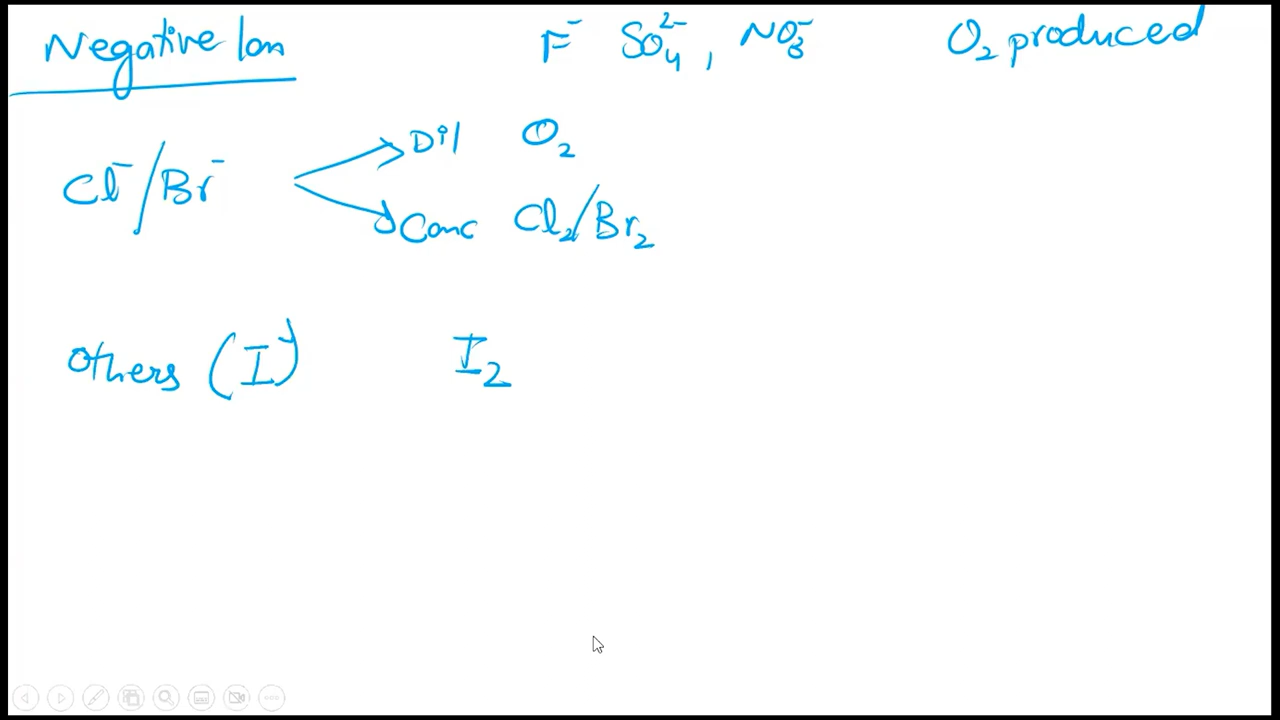 Negative Ion F⁻ SO₄²⁻, NO₃⁻ O₂ produced
Cl⁻/Br⁻
Dil O₂
Conc Cl₂/Br₂
Others (I⁻) I₂